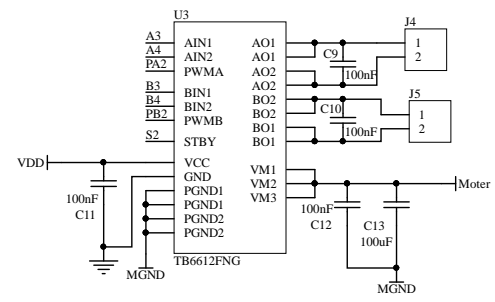 U3
J4
J5
A3 AIN1 AO1 1
A4 AIN2 AO1 C9 2
PA2 PWMA AO2 100nF
AO2
B3 BIN1 BO2
B4 BIN2 BO2 C10 1
PB2 PWMB BO1 100nF 2
S2 STBY BO1
VDD VCC VM1
GND VM2 Moter
PGND1 VM3
PGND1
PGND2
PGND2
100nF
C11
100nF
C12
C13
100uF
MGND
TB6612FNG
MGND